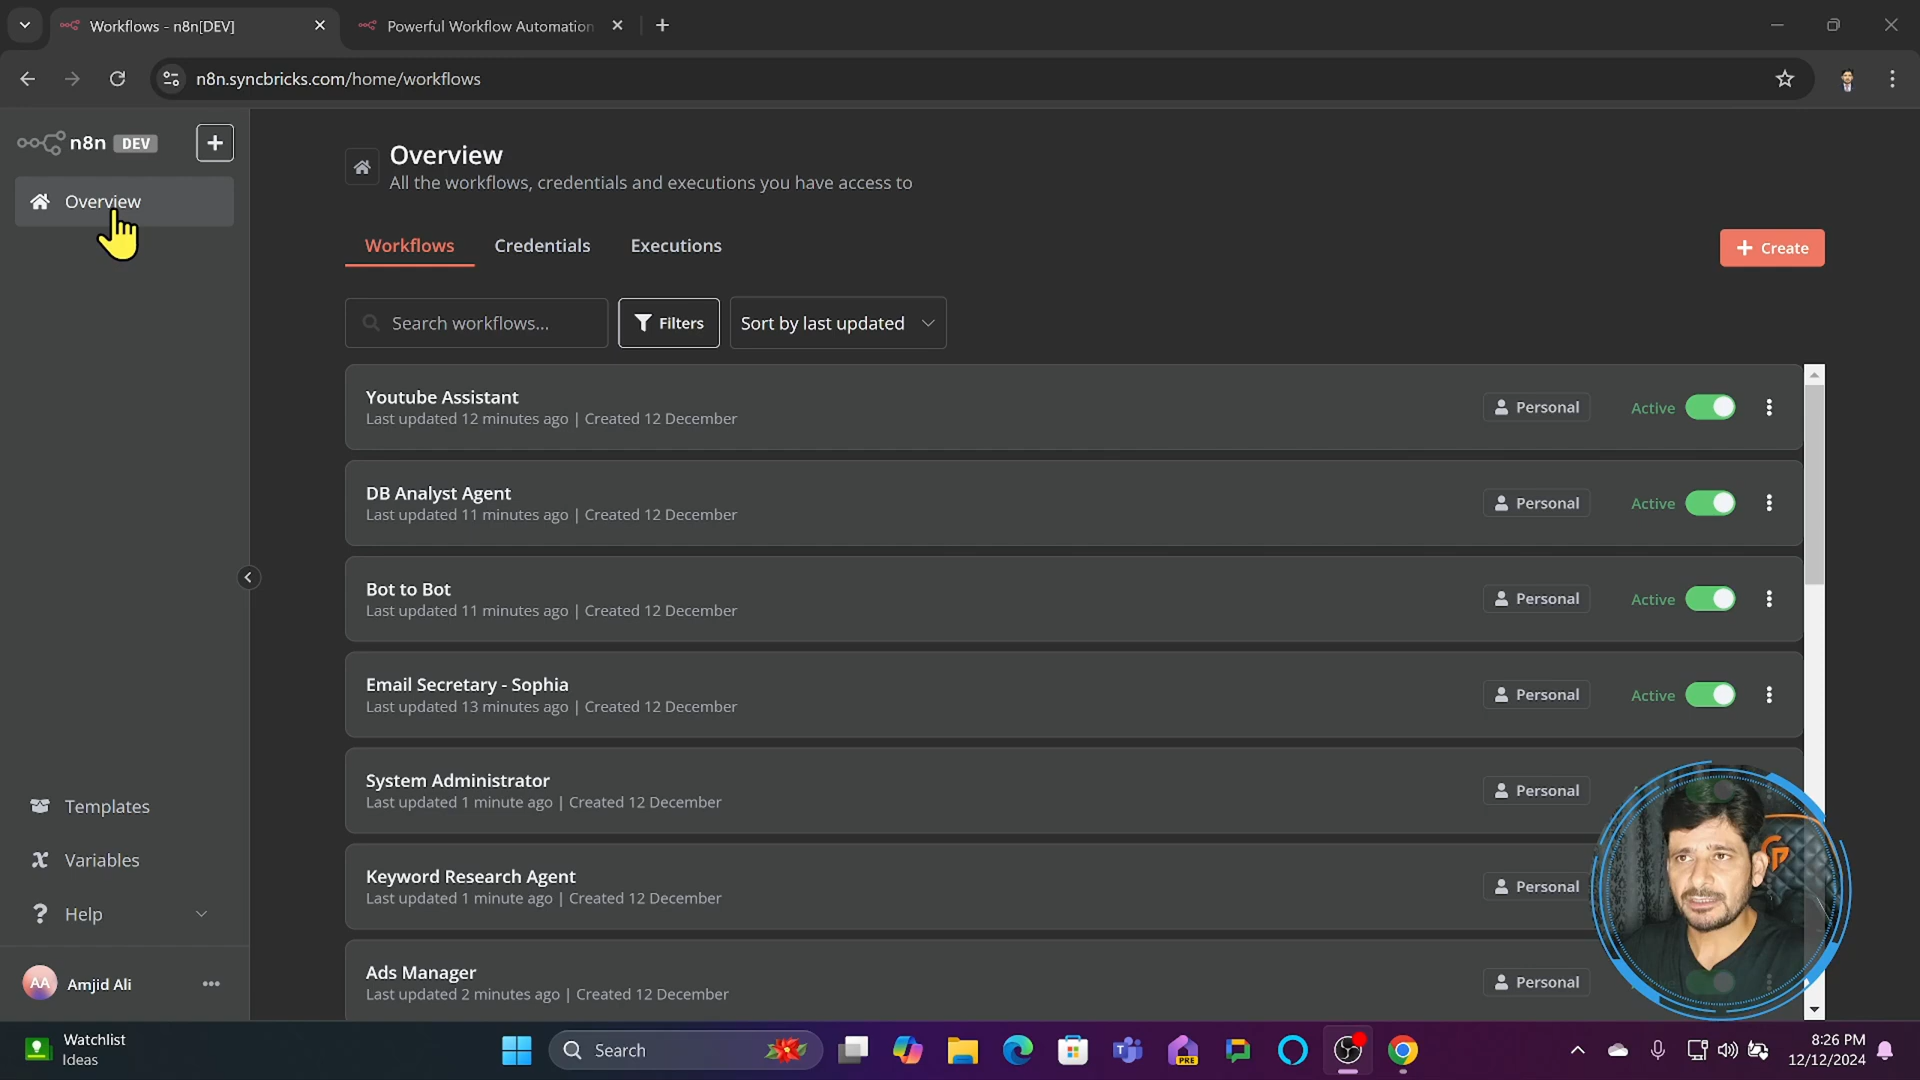 Workflows - n8n[DEV]
Powerful Workflow Automation
n8n.syncbricks.com/home/workflows
n8n DEV
Overview
Overview
All the workflows, credentials and executions you have access to
Workflows Credentials Executions
Create
Search workflows...
Filters
Sort by last updated
Youtube Assistant
Last updated 12 minutes ago | Created 12 December
Personal
Active
DB Analyst Agent
Last updated 11 minutes ago | Created 12 December
Personal
Active
Bot to Bot
Last updated 11 minutes ago | Created 12 December
Personal
Active
Email Secretary - Sophia
Last updated 13 minutes ago | Created 12 December
Personal
Active
System Administrator
Last updated 1 minute ago | Created 12 December
Personal
Keyword Research Agent
Last updated 1 minute ago | Created 12 December
Personal
Ads Manager
Last updated 2 minutes ago | Created 12 December
Personal
Templates
Variables
Help
AA
Amjid Ali
Watchlist
Ideas
Search
PRE
8:26 PM
12/12/2024